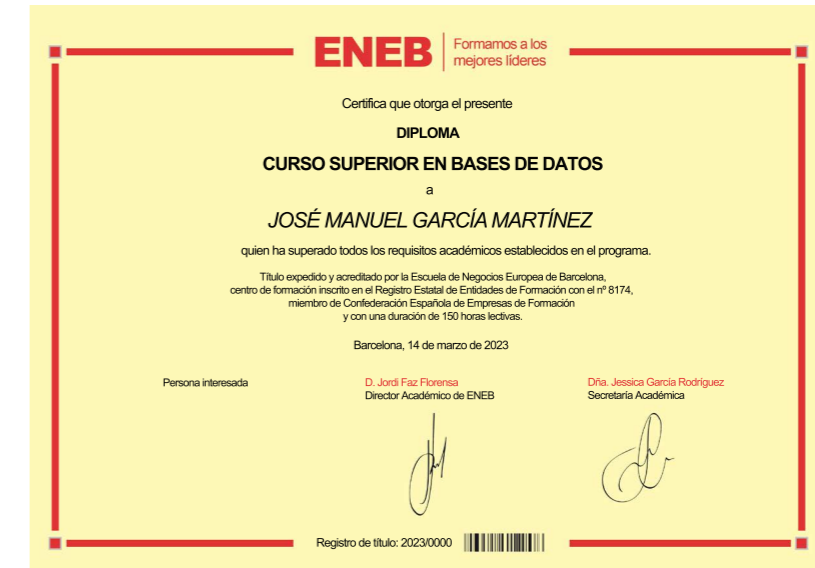 ENEB
Formamos a los
mejores líderes
Certifica que otorga el presente
DIPLOMA
CURSO SUPERIOR EN BASES DE DATOS
a
JOSÉ MANUEL GARCÍA MARTÍNEZ
quien ha superado todos los requisitos académicos establecidos en el programa.
Título expedido y acreditado por la Escuela de Negocios Europea de Barcelona,
centro de formación inscrito en el Registro Estatal de Entidades de Formación con el nº 8174,
miembro de Confederación Española de Empresas de Formación
y con una duración de 150 horas lectivas.
Barcelona, 14 de marzo de 2023
Persona interesada
D. Jordi Faz Florensa
Director Académico de ENEB
Dña. Jessica García Rodríguez
Secretaría Académica
Registro de título: 2023/0000